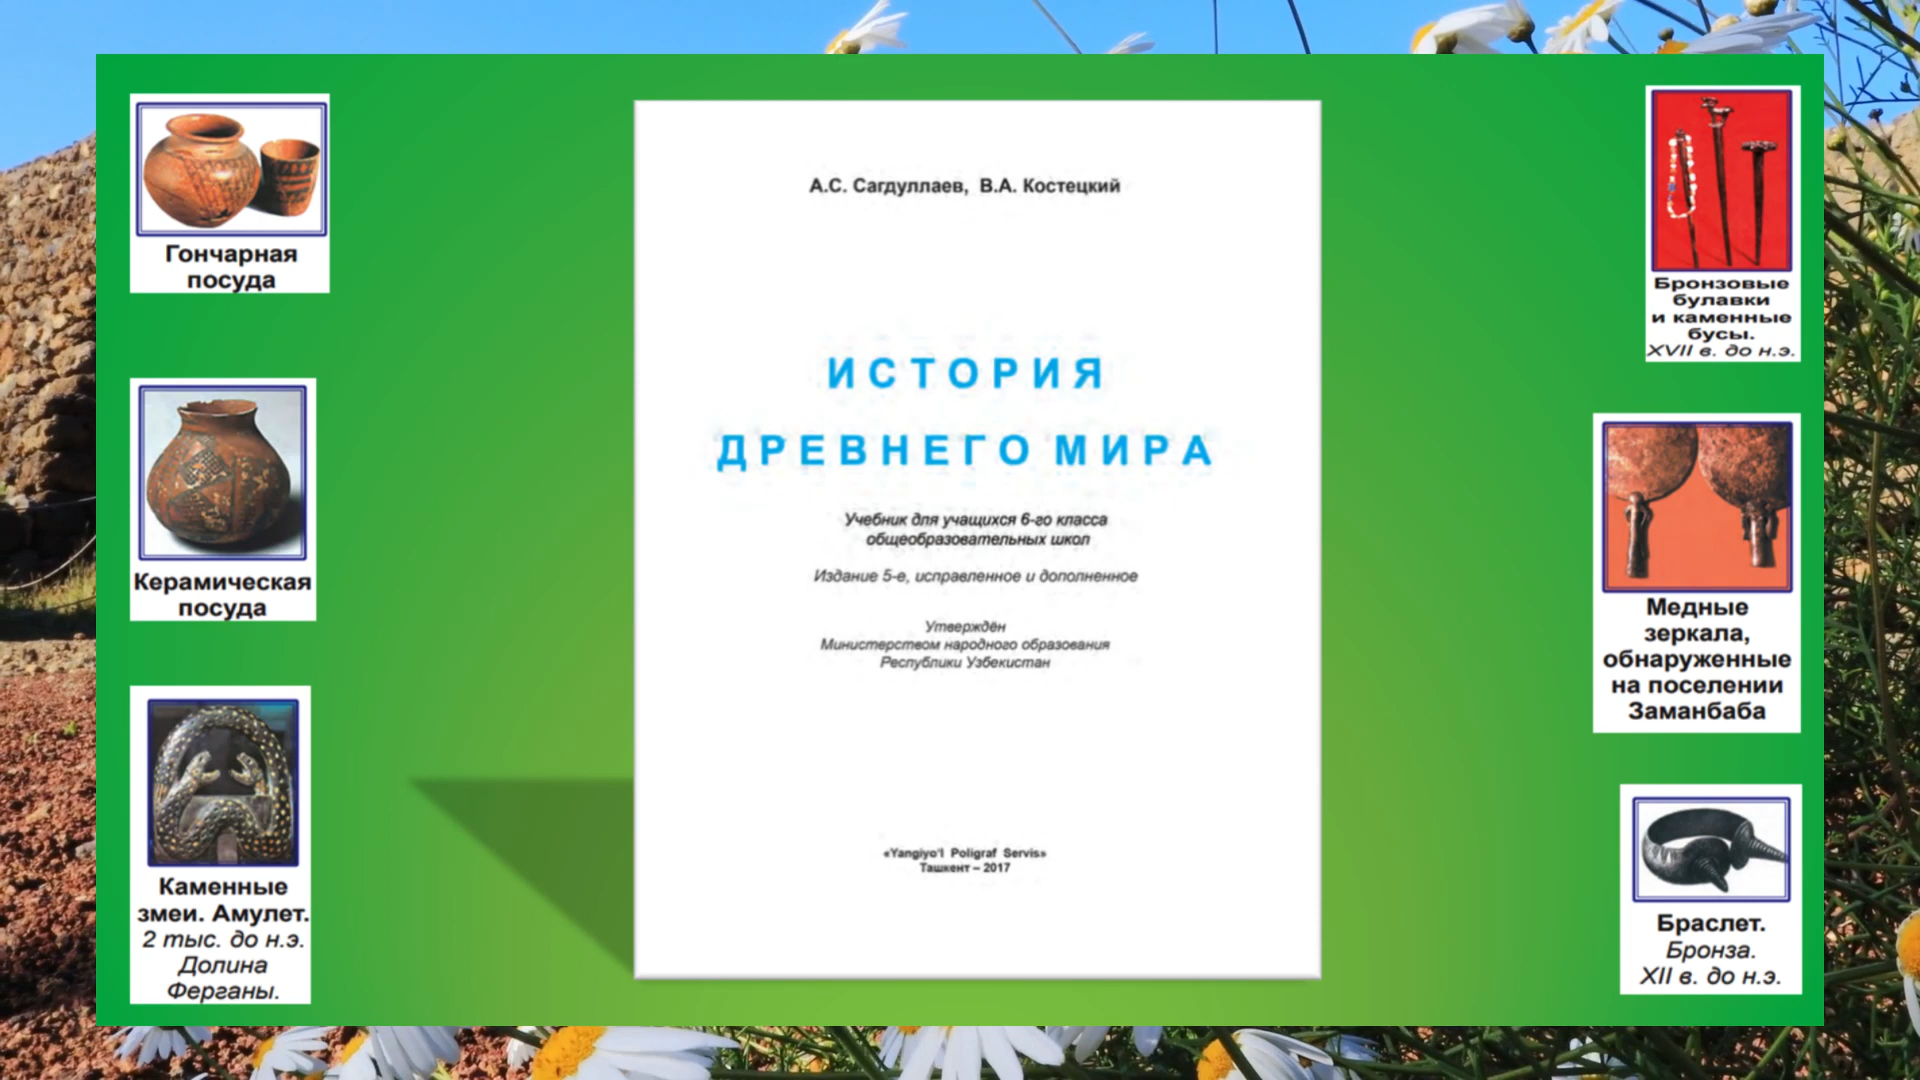 Гончарная
посуда
Керамическая
посуда
Каменные
змеи. Амулет.
2 тыс. до н.э.
Долина
Ферганы.
А.С. Сагдуллаев, В.А. Костецкий
ИСТОРИЯ
ДРЕВНЕГО МИРА
Учебник для учащихся 6-го класса
общеобразовательных школ
Издание 5-е, исправленное и дополненное
Утверждён
Министерством народного образования
Республики Узбекистан
«Yangiyo'l Poligraf Servis»
Ташкент – 2017
Бронзовые
булавки
и каменные
бусы.
XVII в. до н.э.
Медные
зеркала,
обнаруженные
на поселении
Заманбаба
Браслет.
Бронза.
XII в. до н.э.